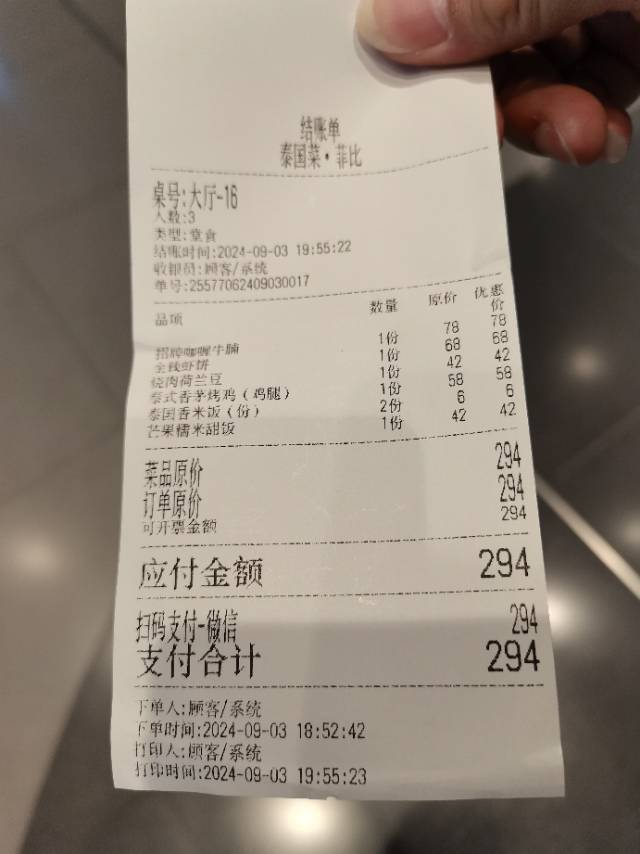 结账单
泰国菜·菲比
桌号:大厅-16
人数:3
类型:堂食
结账时间:2024-09-03 19:55:22
收银员:顾客/系统
单号:25577062409030017
品项 数量 原价 优惠价
招牌咖喱牛腩 1份 78 78
金钱虾饼 1份 68 68
烧肉荷兰豆 1份 42 42
泰式香茅烤鸡(鸡腿) 1份 58 58
泰国香米饭(份) 2份 6 6
芒果糯米甜饭 1份 42 42
菜品原价 294
订单原价 294
可开票金额 294
应付金额 294
扫码支付-微信 294
支付合计 294
下单人:顾客/系统
下单时间:2024-09-03 18:52:42
打印人:顾客/系统
打印时间:2024-09-03 19:55:23